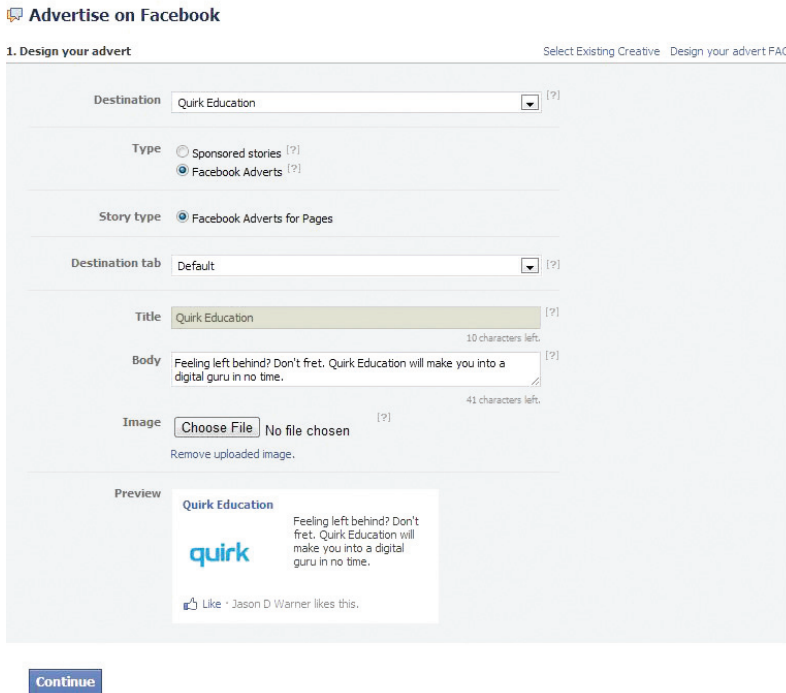 Advertise on Facebook
1. Design your advert
Select Existing Creative Design your advert FAQ
Destination Quirk Education [?]
Type Sponsored stories [?]
Facebook Adverts [?]
Story type Facebook Adverts for Pages
Destination tab Default [?]
Title Quirk Education [?]
10 characters left.
Body Feeling left behind? Don't fret. Quirk Education will make you into a [?]
digital guru in no time.
41 characters left.
Image Choose File No file chosen [?]
Remove uploaded image.
Preview
Quirk Education
quirk
Feeling left behind? Don't
fret. Quirk Education will
make you into a digital
guru in no time.
Like · Jason D Warner likes this.
Continue